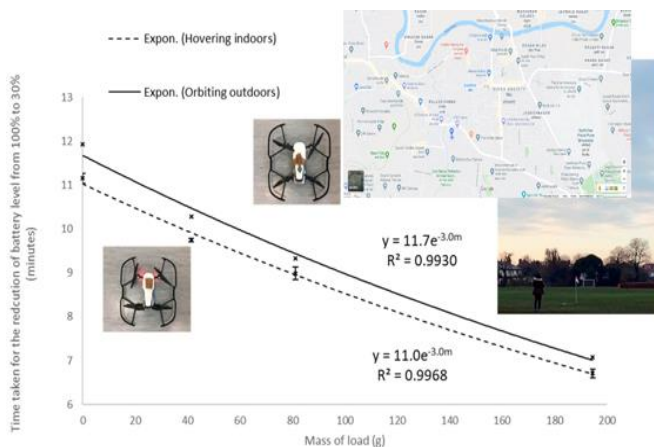 Expon. (Hovering indoors)
Expon. (Orbiting outdoors)
Time taken for the redcution of battery level from 100% to 30%
(minutes)
13
12
11
10
9
8
7
6
y = 11.7e⁻³·⁰ᵐ
R² = 0.9930
y = 11.0e⁻³·⁰ᵐ
R² = 0.9968
0
20
40
60
80
100
120
140
160
180
200
Mass of load (g)